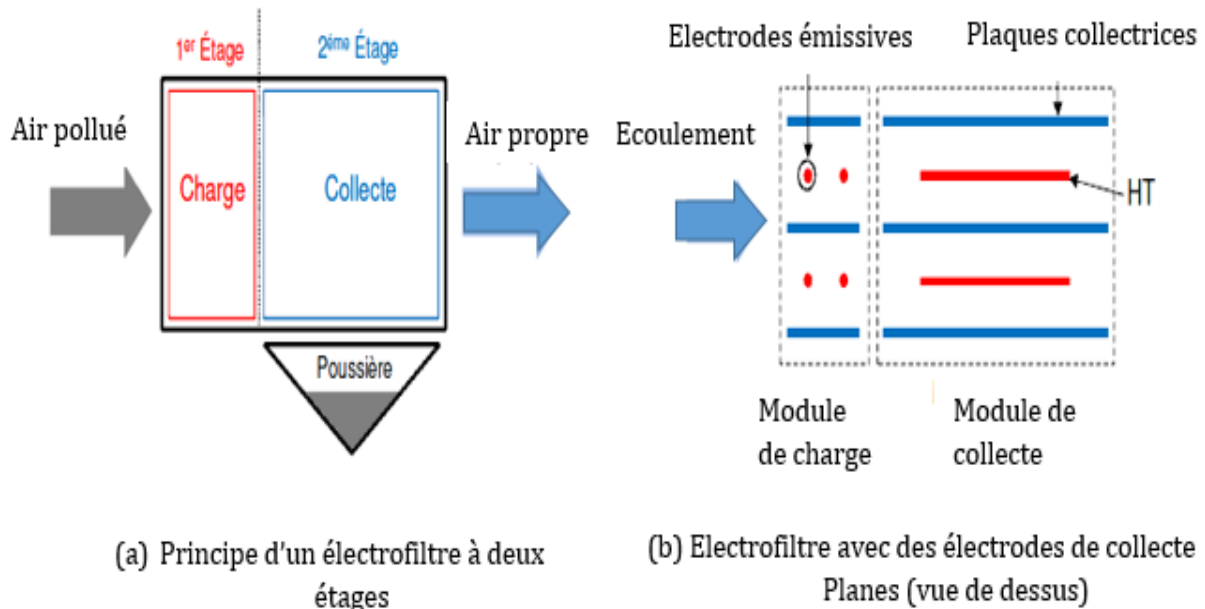 1er Étage
2éme Étage
Air pollué
Charge
Collecte
Air propre
Poussière
(a) Principe d'un électrofiltre à deux
étages
Electrodes émissives
Plaques collectrices
Ecoulement
HT
Module
de charge
Module de
collecte
(b) Electrofiltre avec des électrodes de collecte
Planes (vue de dessus)